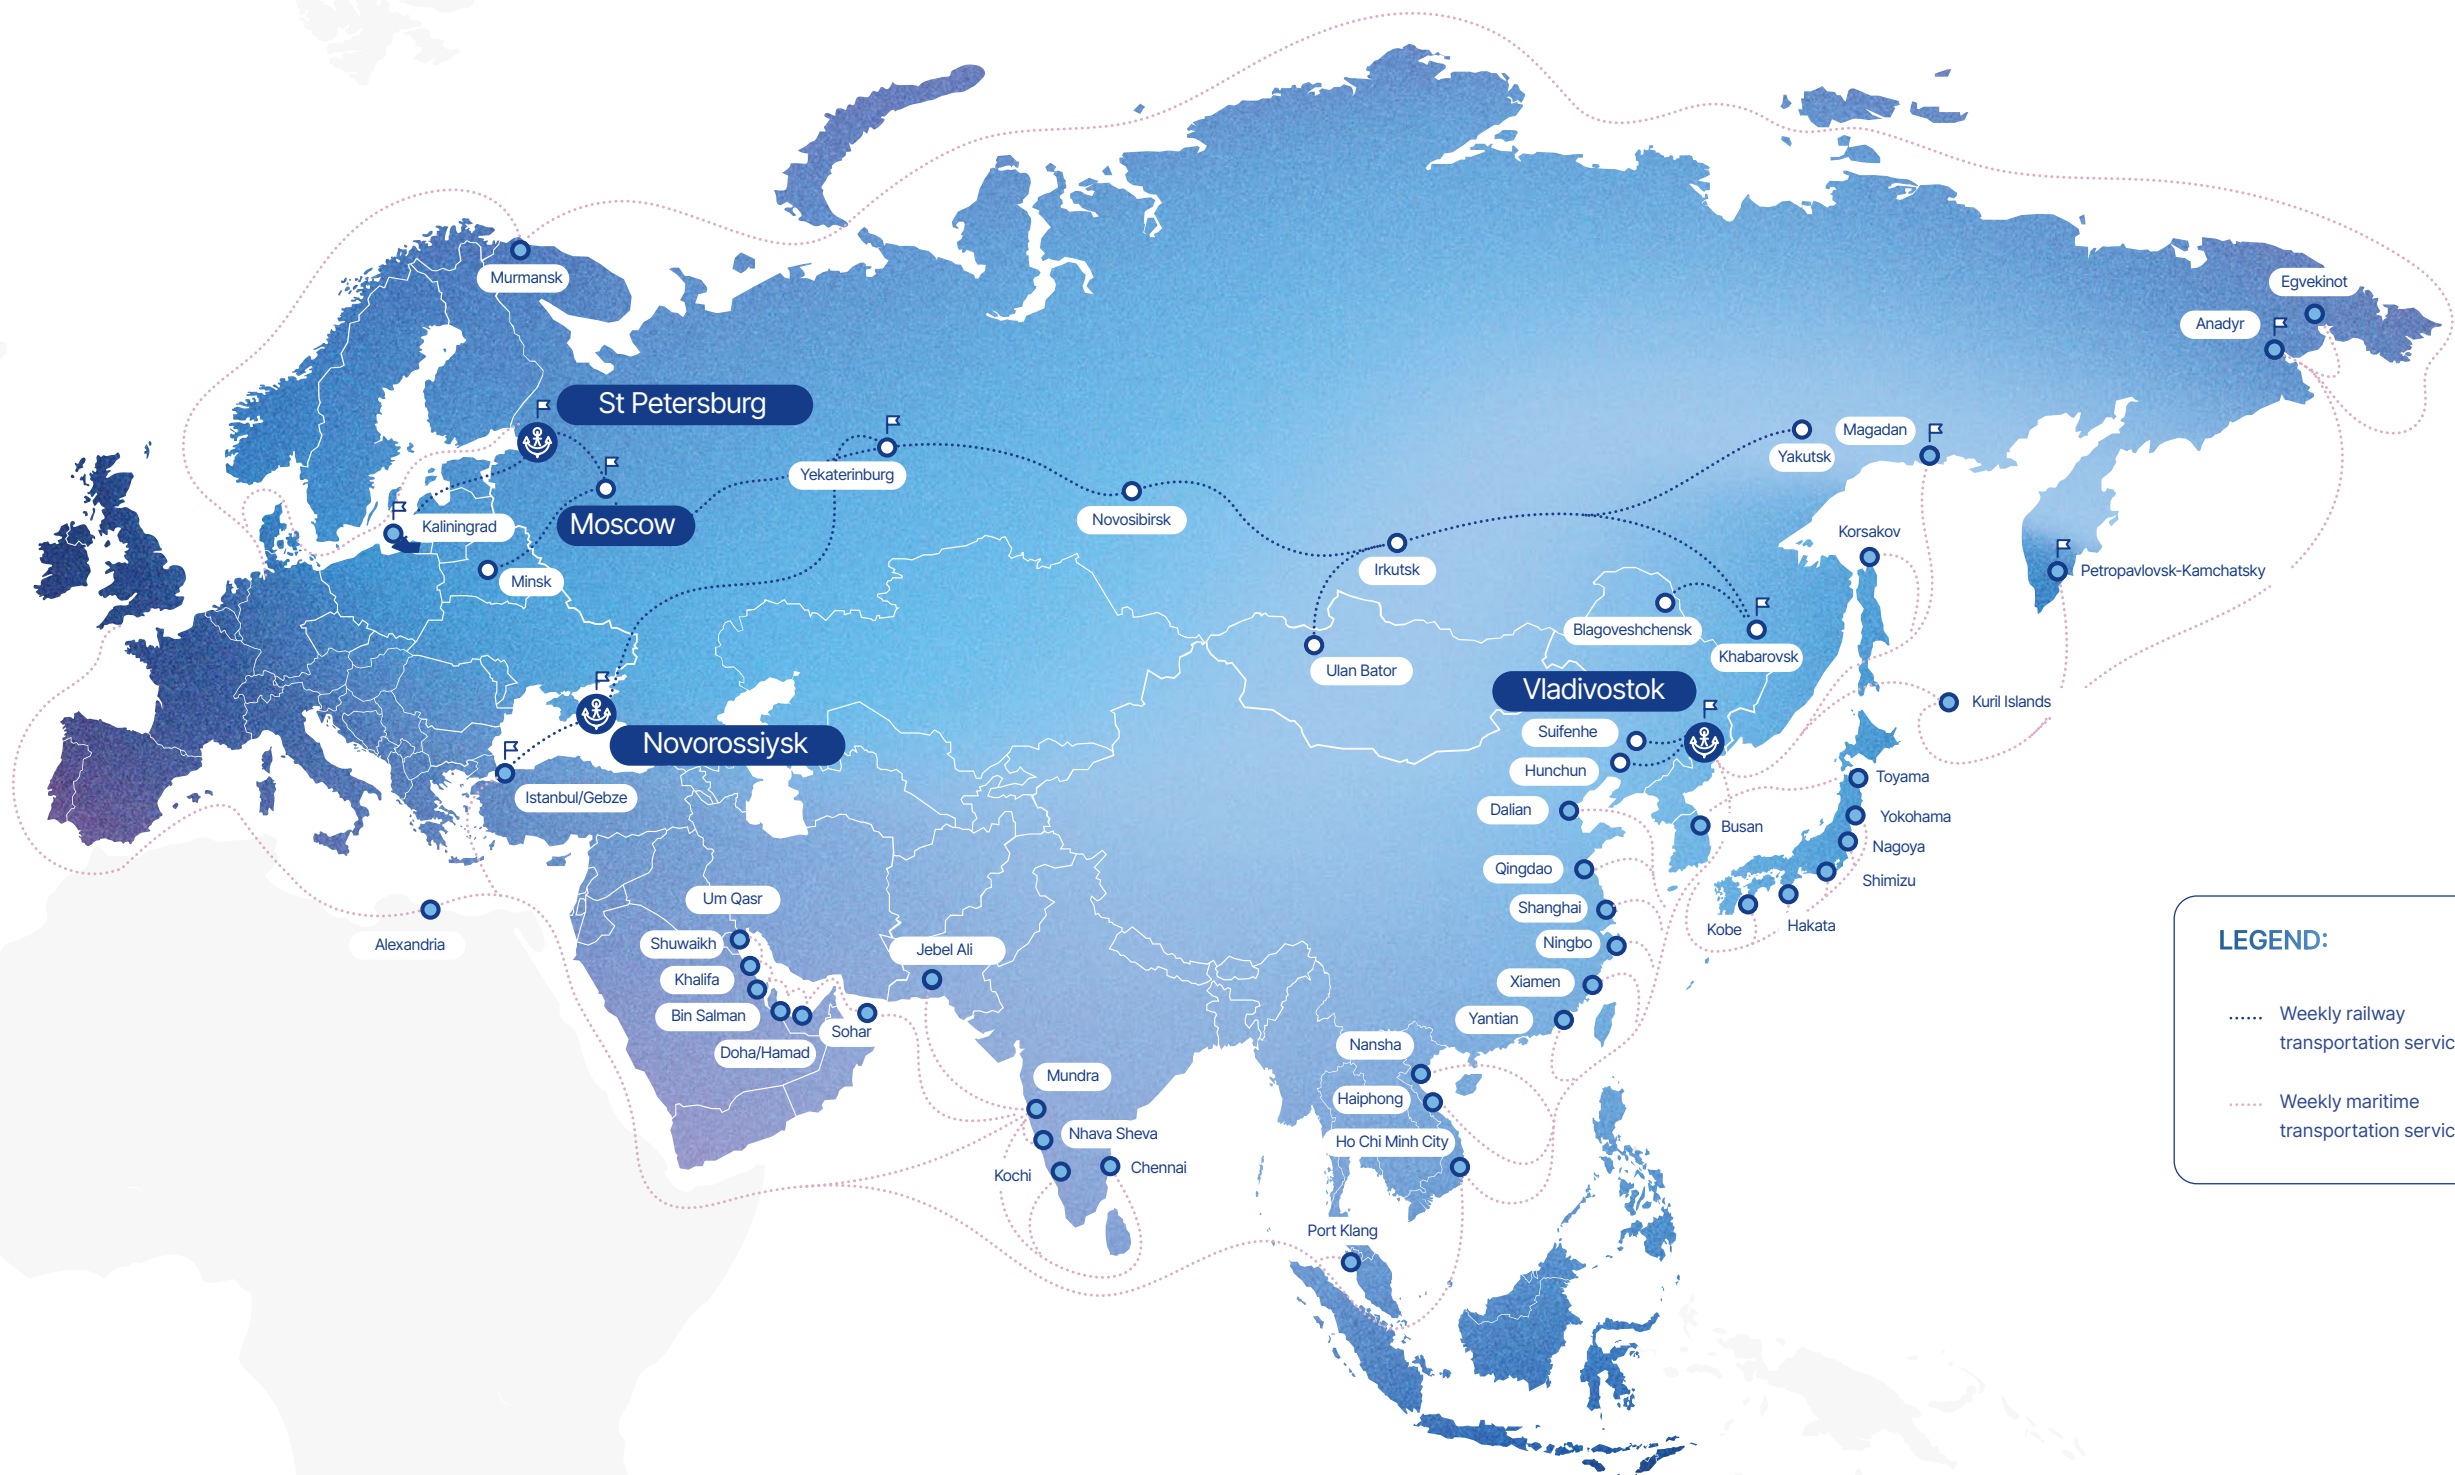 Murmansk
Egvekinot
Anadyr
St Petersburg
Magadan
Yakutsk
Yekaterinburg
Novosibirsk
Kaliningrad
Moscow
Korsakov
Irkutsk
Petropavlovsk-Kamchatsky
Minsk
Blagoveshchensk
Khabarovsk
Ulan Bator
Vladivostok
Kuril Islands
Suifenhe
Novorossiysk
Hunchun
Toyama
Istanbul/Gebze
Dalian
Yokohama
Busan
Nagoya
Qingdao
Shimizu
Um Qasr
Shanghai
Hakata
Kobe
Alexandria
Shuwaikh
Ningbo
Jebel Ali
Khalifa
Xiamen
Bin Salman
Yantian
Sohar
Nansha
Doha/Hamad
Mundra
Haiphong
Nhava Sheva
Ho Chi Minh City
Kochi
Chennai
Port Klang
LEGEND:
Weekly railway
transportation servic
Weekly maritime
transportation servic